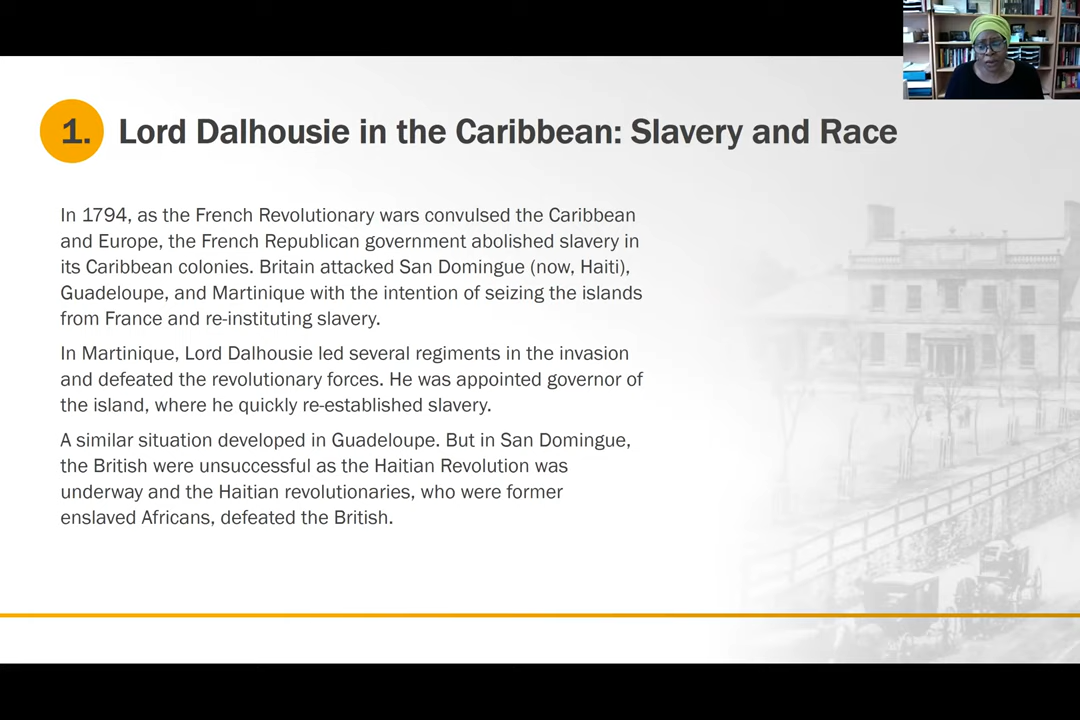 1. Lord Dalhousie in the Caribbean: Slavery and Race
In 1794, as the French Revolutionary wars convulsed the Caribbean
and Europe, the French Republican government abolished slavery in
its Caribbean colonies. Britain attacked San Domingue (now, Haiti),
Guadeloupe, and Martinique with the intention of seizing the islands
from France and re-instituting slavery.
In Martinique, Lord Dalhousie led several regiments in the invasion
and defeated the revolutionary forces. He was appointed governor of
the island, where he quickly re-established slavery.
A similar situation developed in Guadeloupe. But in San Domingue,
the British were unsuccessful as the Haitian Revolution was
underway and the Haitian revolutionaries, who were former
enslaved Africans, defeated the British.